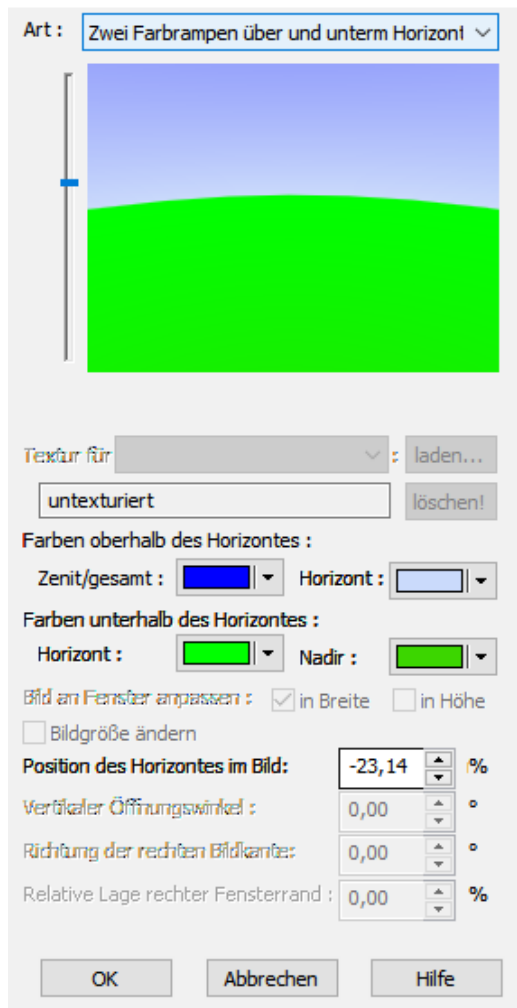 Art :
Zwei Farbrampen über und unterm Horizont
Textur für : laden...
untexturiert löschen!
Farben oberhalb des Horizontes :
Zenit/gesamt : Horizont :
Farben unterhalb des Horizontes :
Horizont : Nadir :
Bild an Fenster anpassen : in Breite in Höhe
Bildgröße ändern
Position des Horizontes im Bild: -23,14 %
Vertikaler Öffnungswinkel : 0,00 °
Richtung der rechten Bildkante: 0,00 °
Relative Lage rechter Fensterrand : 0,00 %
OK Abbrechen Hilfe